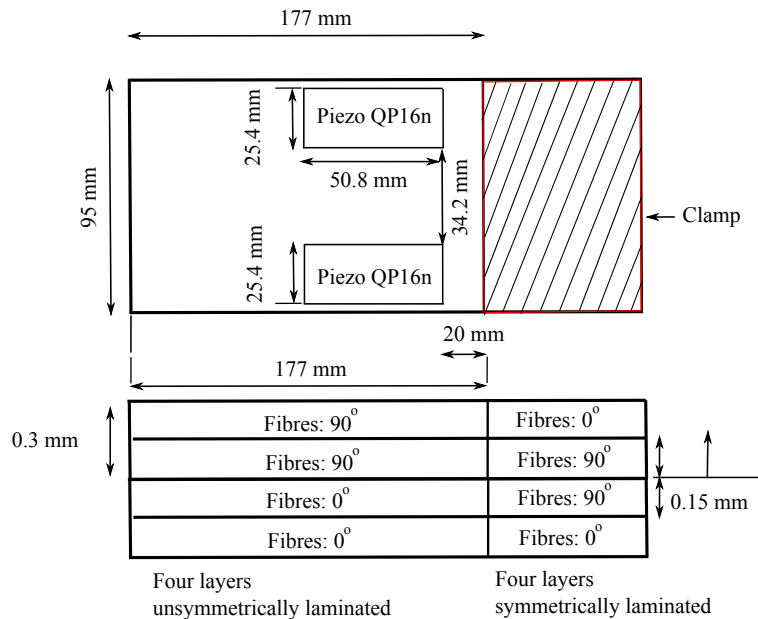 177 mm
Piezo QP16n
25.4 mm
50.8 mm
34.2 mm
95 mm
Clamp
Piezo QP16n
25.4 mm
20 mm
177 mm
Fibres: 90°
Fibres: 0°
0.3 mm
Fibres: 90°
Fibres: 90°
Fibres: 0°
Fibres: 90°
0.15 mm
Fibres: 0°
Fibres: 0°
Four layers
unsymmetrically laminated
Four layers
symmetrically laminated